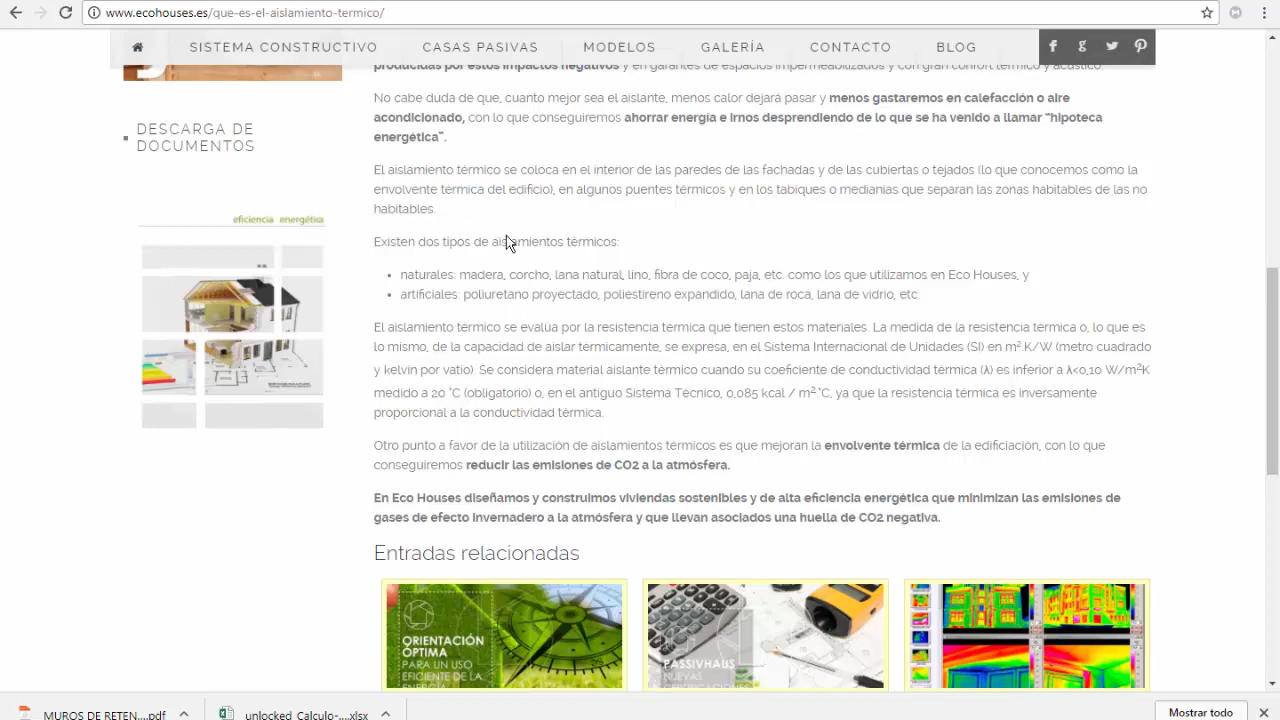 www.ecohouses.es/que-es-el-aislamiento-termico/
SISTEMA CONSTRUCTIVO CASAS PASIVAS MODELOS GALERÍA CONTACTO BLOG
producidas por estos impactos negativos y en garantes de espacios impermeabilizados y con gran confort térmico y acústico.
No cabe duda de que, cuanto mejor sea el aislante, menos calor dejará pasar y menos gastaremos en calefacción o aire
acondicionado, con lo que conseguiremos ahorrar energía e irnos desprendiendo de lo que se ha venido a llamar "hipoteca
energética".
DESCARGA DE
DOCUMENTOS
El aislamiento térmico se coloca en el interior de las paredes de las fachadas y de las cubiertas o tejados (lo que conocemos como la
envolvente térmica del edificio), en algunos puentes térmicos y en los tabiques o medianías que separan las zonas habitables de las no
habitables.
eficiencia energética
Existen dos tipos de aislamientos térmicos:
• naturales: madera, corcho, lana natural, lino, fibra de coco, paja, etc. como los que utilizamos en Eco Houses, y
• artificiales: poliuretano proyectado, poliestireno expandido, lana de roca, lana de vidrio, etc.
El aislamiento térmico se evalúa por la resistencia térmica que tienen estos materiales. La medida de la resistencia térmica o, lo que es
lo mismo, de la capacidad de aislar térmicamente, se expresa, en el Sistema Internacional de Unidades (SI) en m².K/W (metro cuadrado
y kelvin por vatio). Se considera material aislante térmico cuando su coeficiente de conductividad térmica (λ) es inferior a λ<0,10 W/m²K
medido a 20 °C (obligatorio) o, en el antiguo Sistema Técnico, 0,085 kcal / m².°C, ya que la resistencia térmica es inversamente
proporcional a la conductividad térmica.
Otro punto a favor de la utilización de aislamientos térmicos es que mejoran la envolvente térmica de la edificiación, con lo que
conseguiremos reducir las emisiones de CO2 a la atmósfera.
En Eco Houses diseñamos y construimos viviendas sostenibles y de alta eficiencia energética que minimizan las emisiones de
gases de efecto invernadero a la atmósfera y que llevan asociados una huella de CO2 negativa.
Entradas relacionadas
ORIENTACIÓN
ÓPTIMA
PARA UN USO
EFICIENTE DE LA
ENERGÍA
PASSIVHAUS
NUEVAS
CERTIFICACIONES
MUROS DE RETEN....pdf
unlocked_Calculo-....xlsx
Mostrar todo